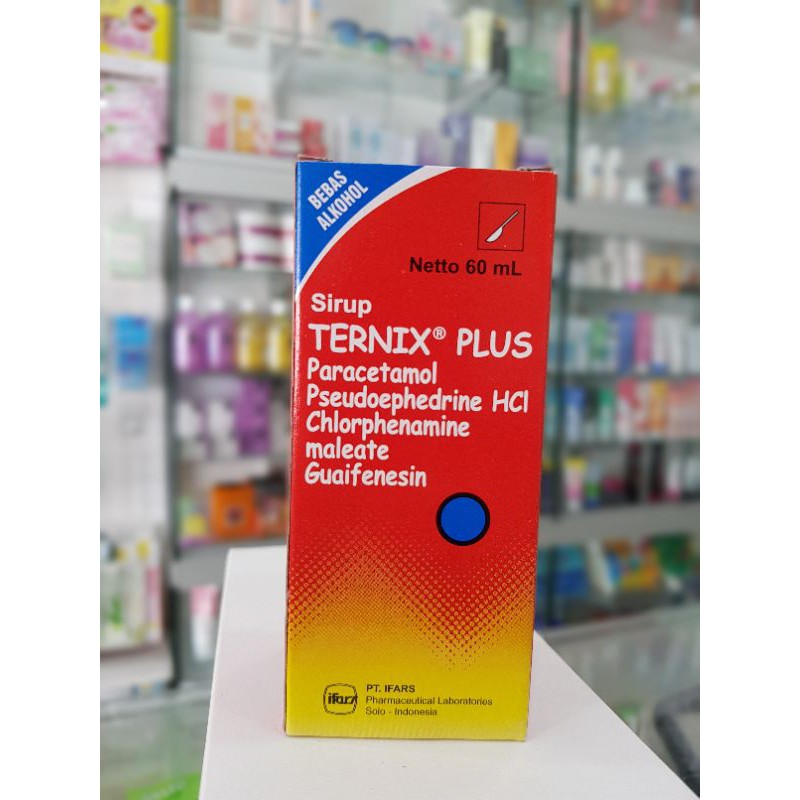 BEBAS
ALKOHOL
Netto 60 mL
Sirup
TERNIX® PLUS
Paracetamol
Pseudoephedrine HCl
Chlorphenamine
maleate
Guaifenesin
ifars
PT. IFARS
Pharmaceutical Laboratories
Solo - Indonesia